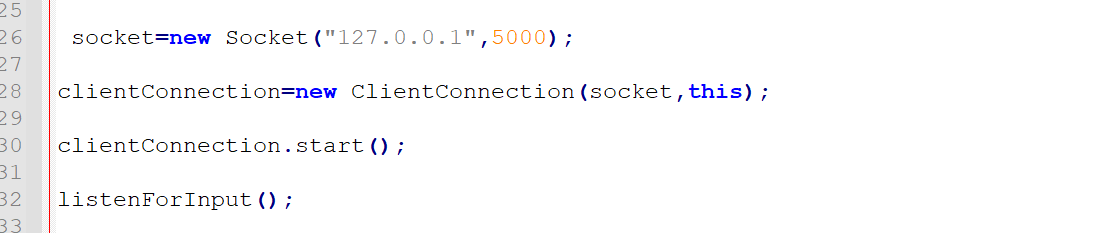 25
26 socket=new Socket("127.0.0.1",5000);
27
28 clientConnection=new ClientConnection(socket,this);
29
30 clientConnection.start();
31
32 listenForInput();
33